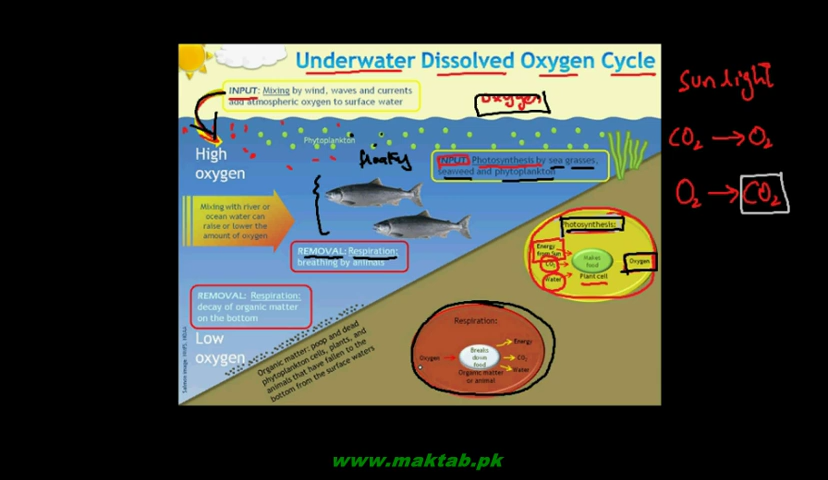 Underwater Dissolved Oxygen Cycle
INPUT: Mixing by wind, waves and currents
add atmospheric oxygen to surface water
oxygen
Sunlight
CO₂ → O₂
O₂ → CO₂
Phytoplankton
floaty
High
oxygen
INPUT: Photosynthesis by sea grasses,
seaweed and phytoplankton
Mixing with river or
ocean water can
raise or lower the
amount of oxygen
REMOVAL: Respiration:
breathing by animals
Photosynthesis:
Energy
from Sun
CO₂
Water
Makes
food
Plant cell
Oxygen
REMOVAL: Respiration:
decay of organic matter
on the bottom
Low
oxygen
Organic matter: poop and dead
phytoplankton cells, plants, and
animals that have fallen to the
bottom from the surface waters
Respiration:
Oxygen
Breaks
down
food
Organic matter
or animal
Energy
CO₂
Water
www.maktab.pk